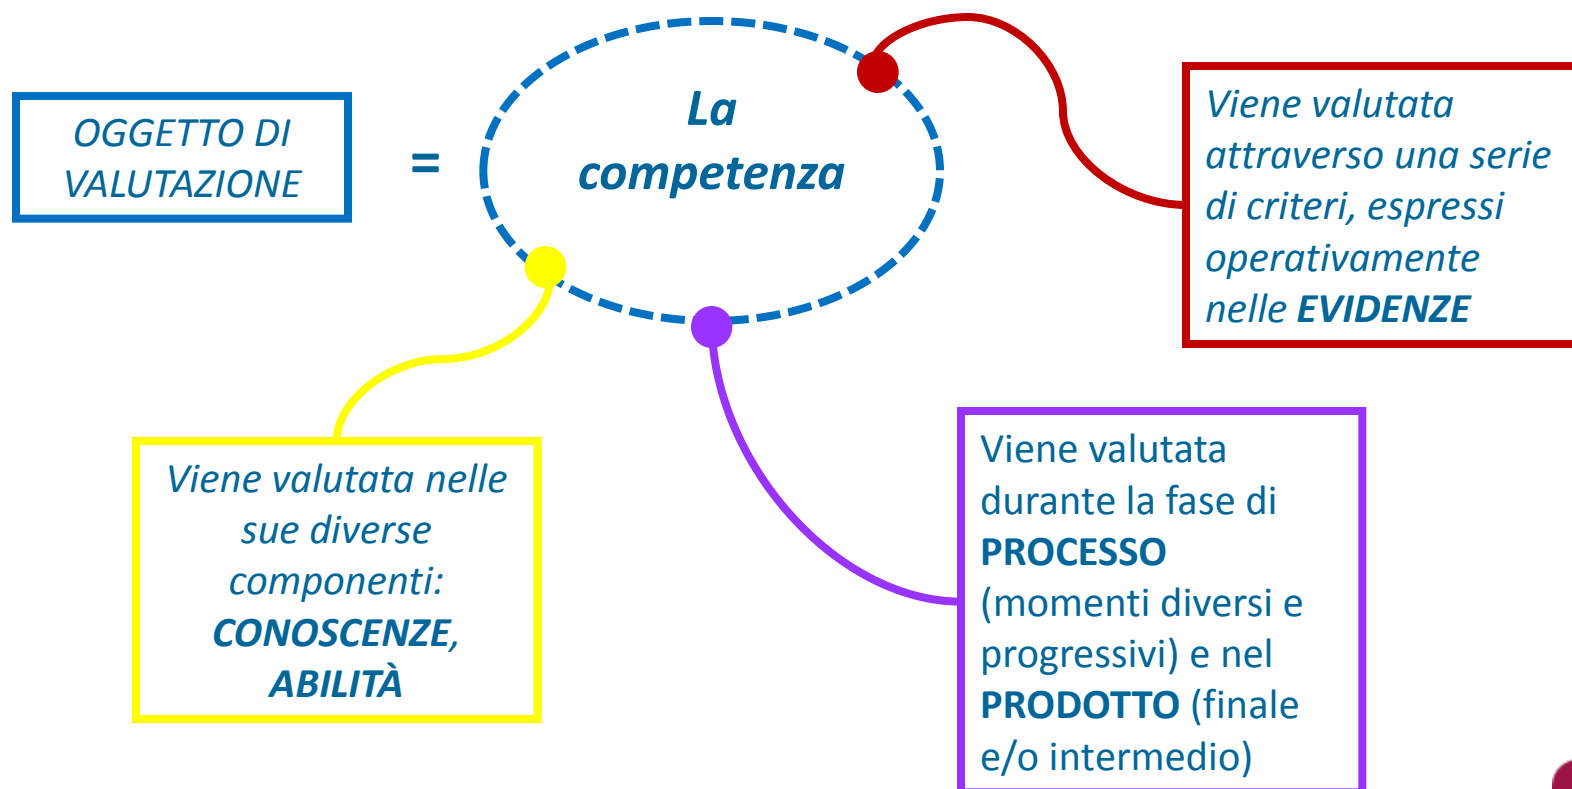 OGGETTO DI
VALUTAZIONE
=
La
competenza
Viene valutata
attraverso una serie
di criteri, espressi
operativamente
nelle EVIDENZE
Viene valutata nelle
sue diverse
componenti:
CONOSCENZE,
ABILITÀ
Viene valutata
durante la fase di
PROCESSO
(momenti diversi e
progressivi) e nel
PRODOTTO (finale
e/o intermedio)